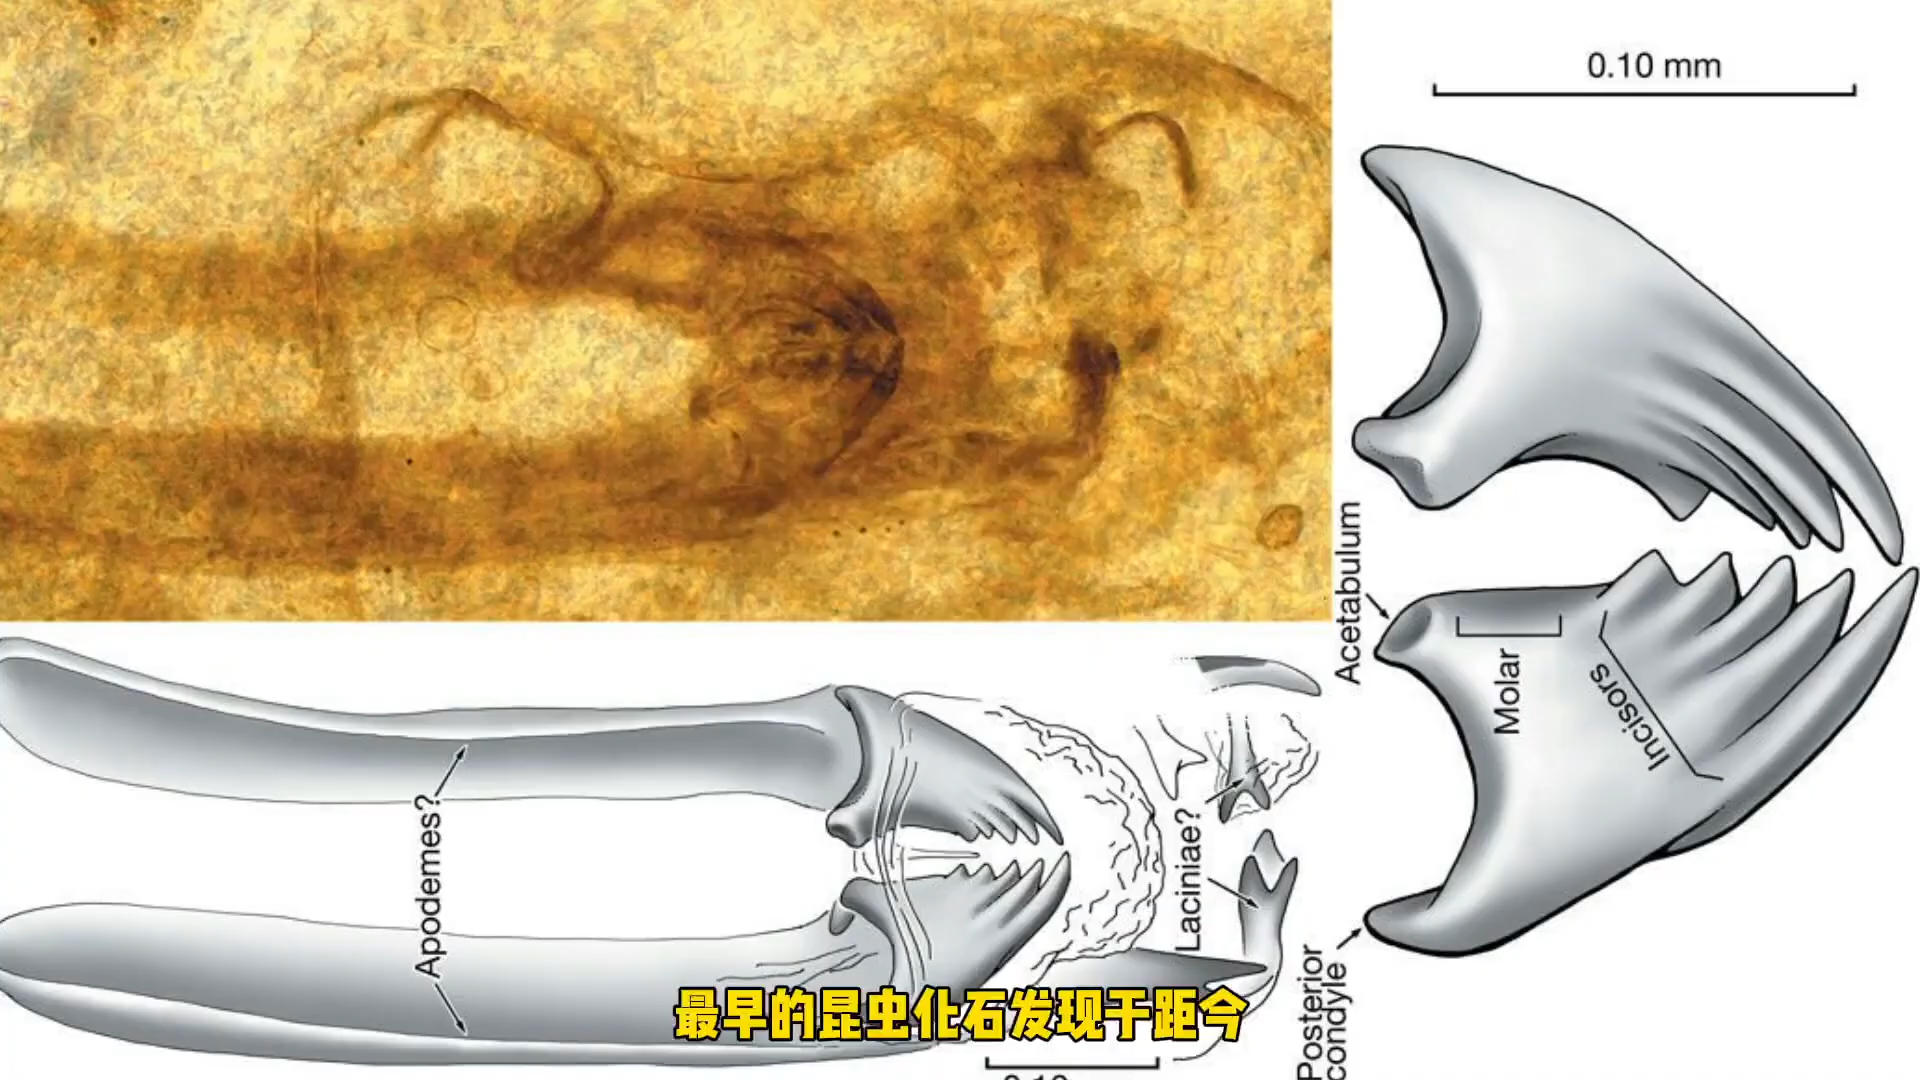 0.10 mm
Acetabulum
Molar
Incisors
Apodemes?
Laciniae?
Posterior
condyle
最早的昆虫化石发现于距今